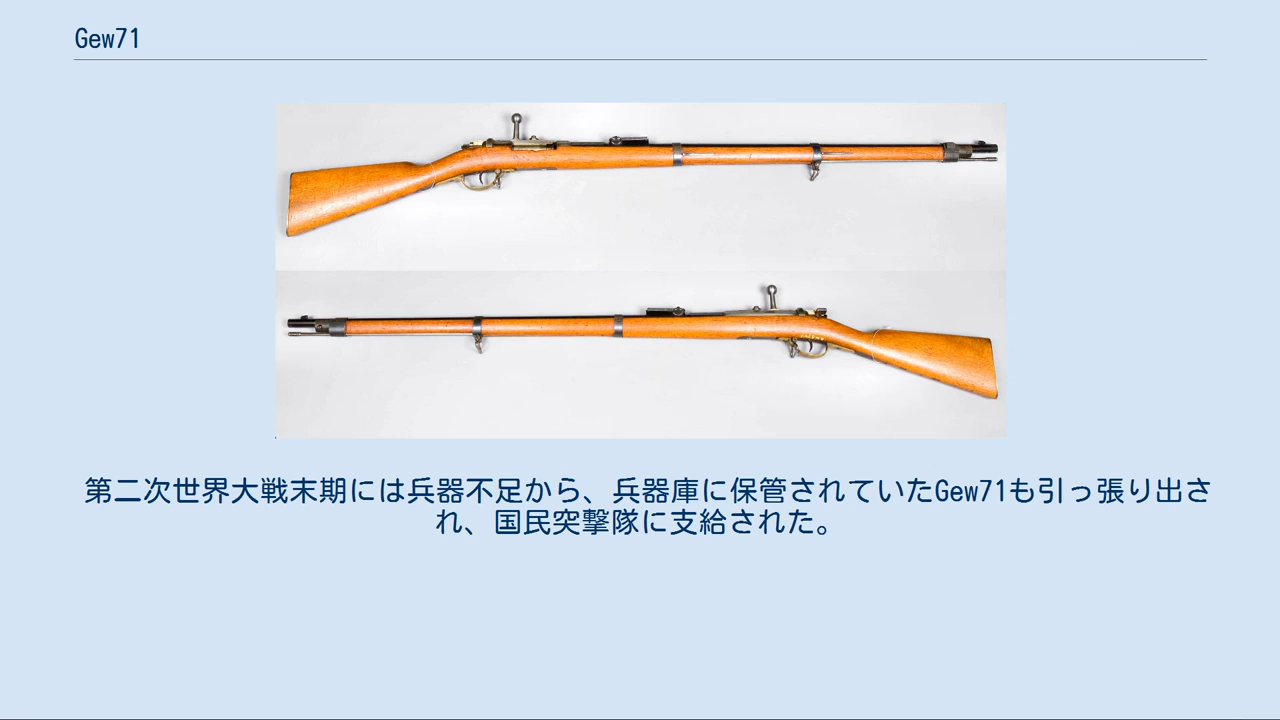 Gew71
第二次世界大戦末期には兵器不足から、兵器庫に保管されていたGew71も引っ張り出さ
れ、国民突撃隊に支給された。